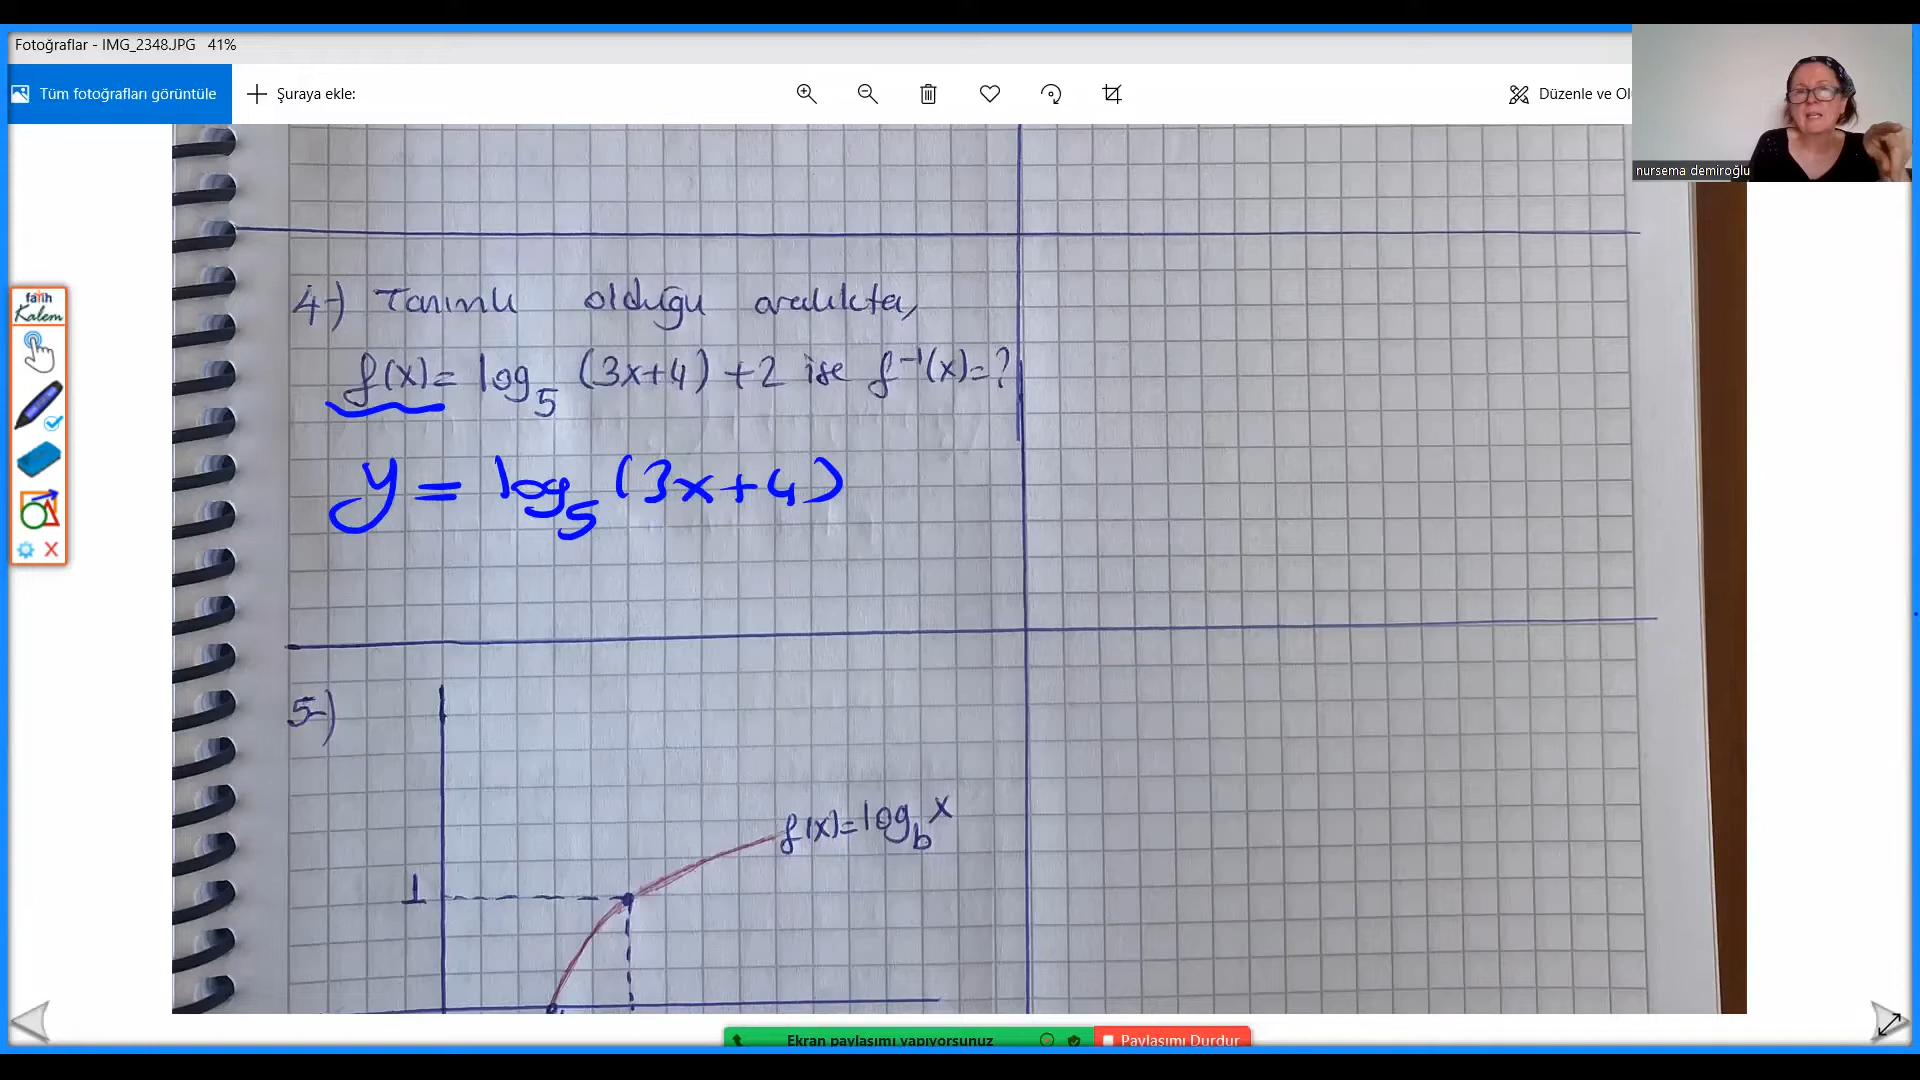 Fotoğraflar - IMG_2348.JPG 41%
Tüm fotoğrafları görüntüle
Şuraya ekle:
Düzenle ve Ol
nursema demiroğlu
fatih
Kalem
4-) Tanımlı olduğu aralıkta,
f(x) = log₅ (3x+4) +2 ise f⁻¹(x)=?
y = log₅ (3x+4)
5-)
f(x)=log_b x
1
Ekran paylaşımı yapıyorsunuz
Paylaşımı Durdur